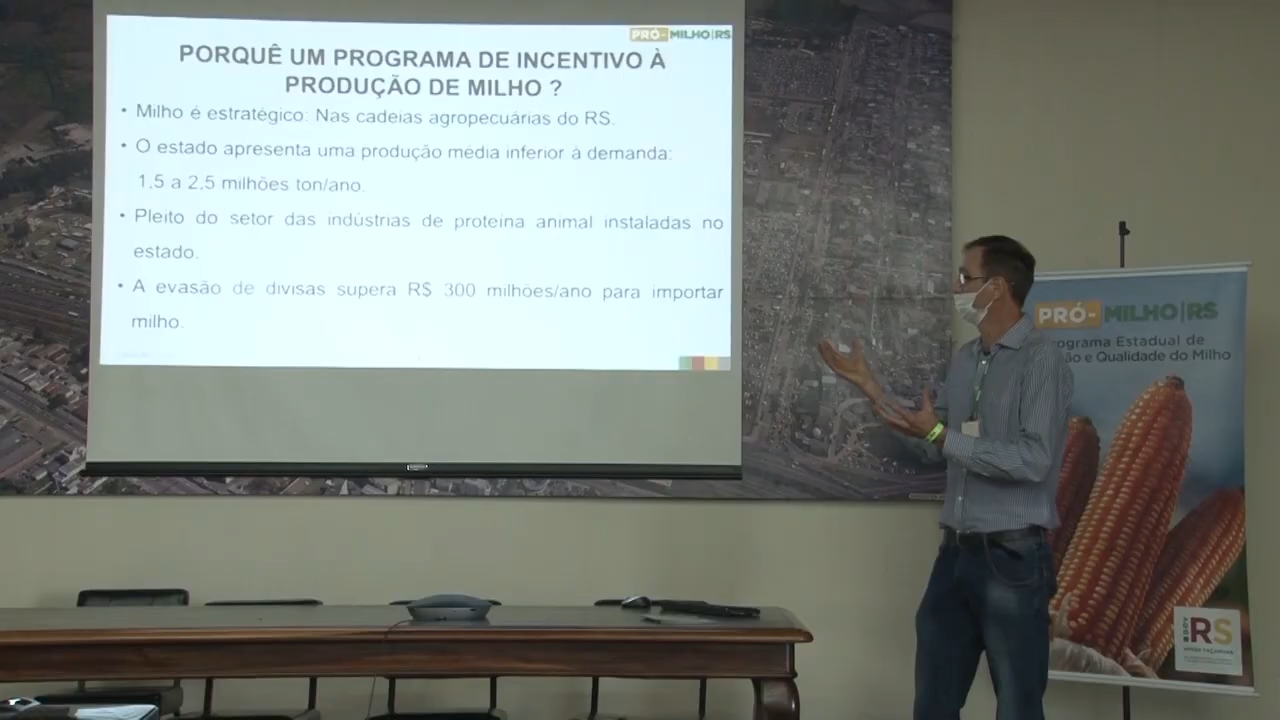 PRÓ-MILHO|RS
PORQUÊ UM PROGRAMA DE INCENTIVO À
PRODUÇÃO DE MILHO ?
• Milho é estratégico: Nas cadeias agropecuárias do RS.
• O estado apresenta uma produção média inferior à demanda:
1,5 a 2,5 milhões ton/ano.
• Pleito do setor das indústrias de proteína animal instaladas no
estado.
• A evasão de divisas supera R$ 300 milhões/ano para importar
milho.
PRÓ-MILHO|RS
Estadual de
e Qualidade do Milho
GOV
RS